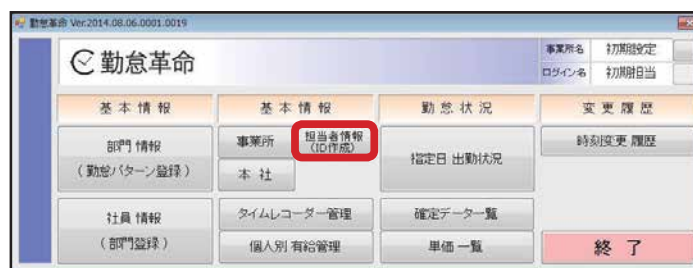 勤怠革命 Ver.2014.08.06.0001.0019
勤怠革命
事業所名 初期設定
ログイン名 初期担当
基本情報 基本情報 勤怠状況 変更履歴
部門 情報
(勤怠パターン登録)
事業所 担当者情報
(ID作成)
本 社
指定日 出勤状況
時刻変更 履歴
社員 情報
(部門登録)
タイムレコーダー管理 確定データ一覧
個人別 有給管理 単価 一覧
終 了